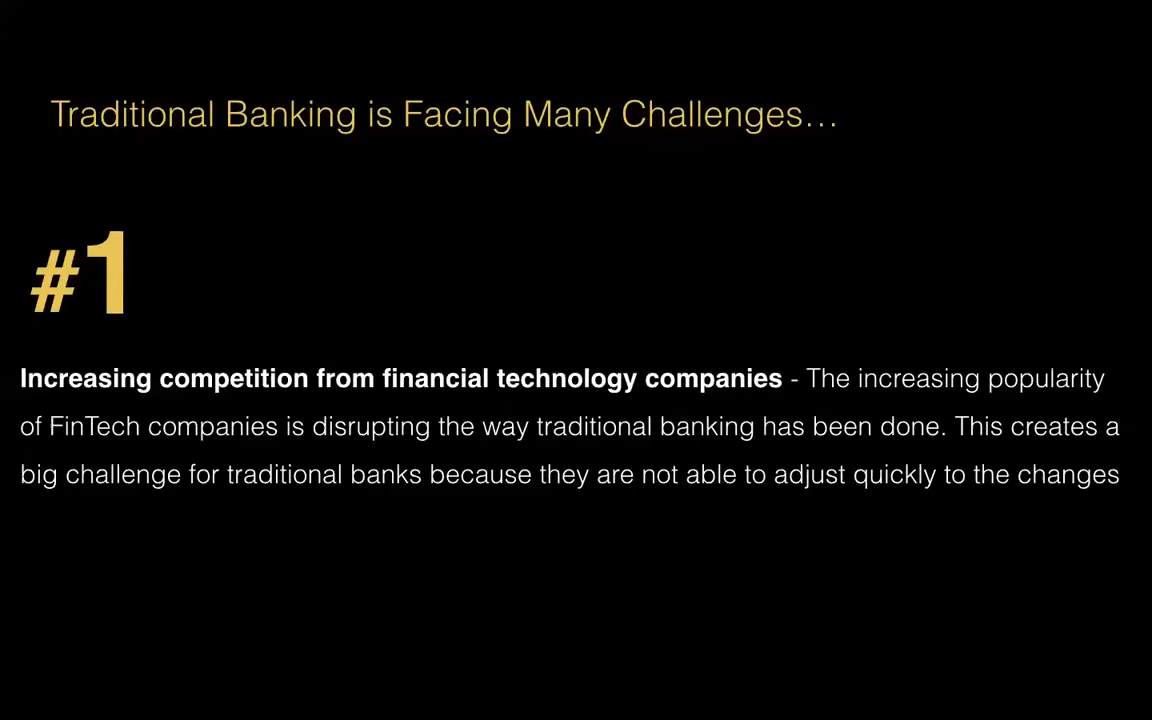 Traditional Banking is Facing Many Challenges…
#1
Increasing competition from financial technology companies - The increasing popularity
of FinTech companies is disrupting the way traditional banking has been done. This creates a
big challenge for traditional banks because they are not able to adjust quickly to the changes